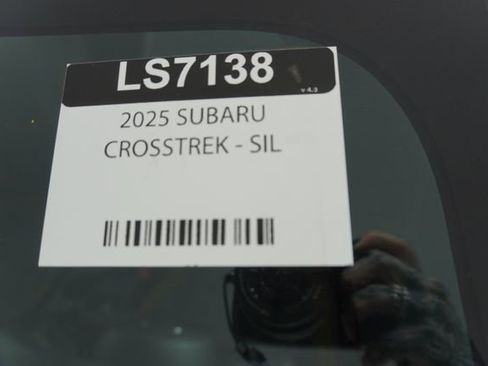 LS7138
v 4.3
2025 SUBARU
CROSSTREK - SIL